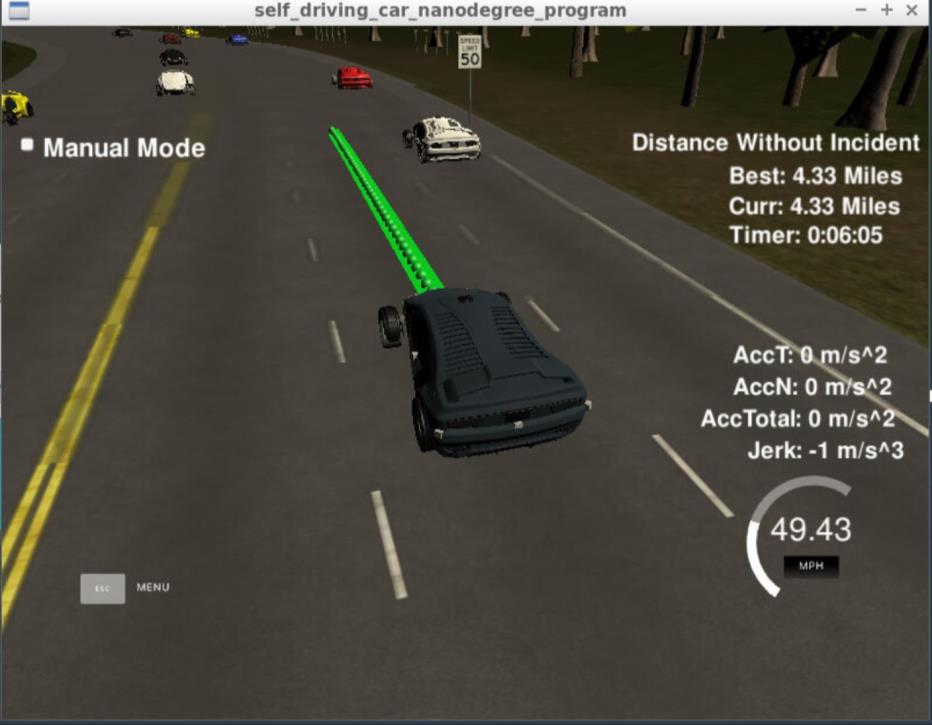 self_driving_car_nanodegree_program
SPEED
LIMIT
50
Manual Mode
Distance Without Incident
Best: 4.33 Miles
Curr: 4.33 Miles
Timer: 0:06:05
AccT: 0 m/s^2
AccN: 0 m/s^2
AccTotal: 0 m/s^2
Jerk: -1 m/s^3
49.43
MPH
ESC MENU